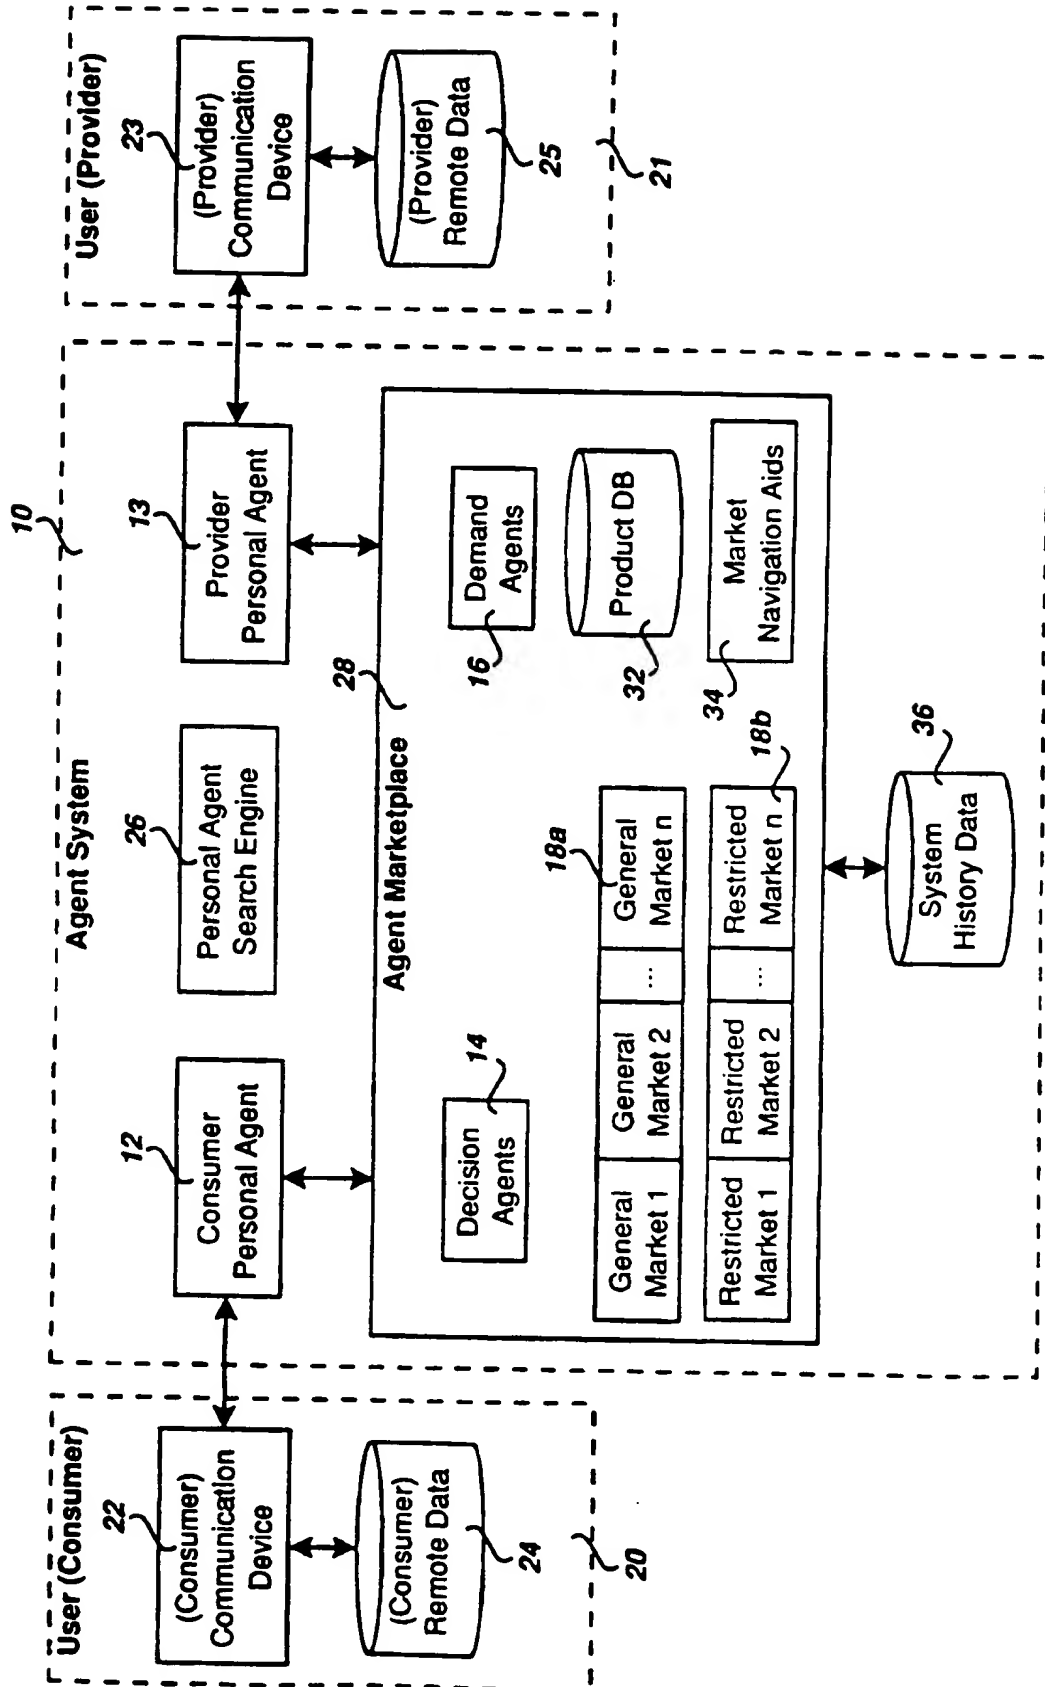 10
Agent System
User (Consumer)
22
(Consumer)
Communication
Device
(Consumer)
Remote Data
24
20
12
Consumer
Personal Agent
26
Personal Agent
Search Engine
13
Provider
Personal Agent
User (Provider)
23
(Provider)
Communication
Device
(Provider)
Remote Data
25
21
Agent Marketplace
28
Decision
Agents
14
Demand
Agents
16
General
Market 1
General
Market 2
...
General
Market n
18a
Product DB
32
Restricted
Market 1
Restricted
Market 2
...
Restricted
Market n
18b
Market
Navigation Aids
34
System
History Data
36